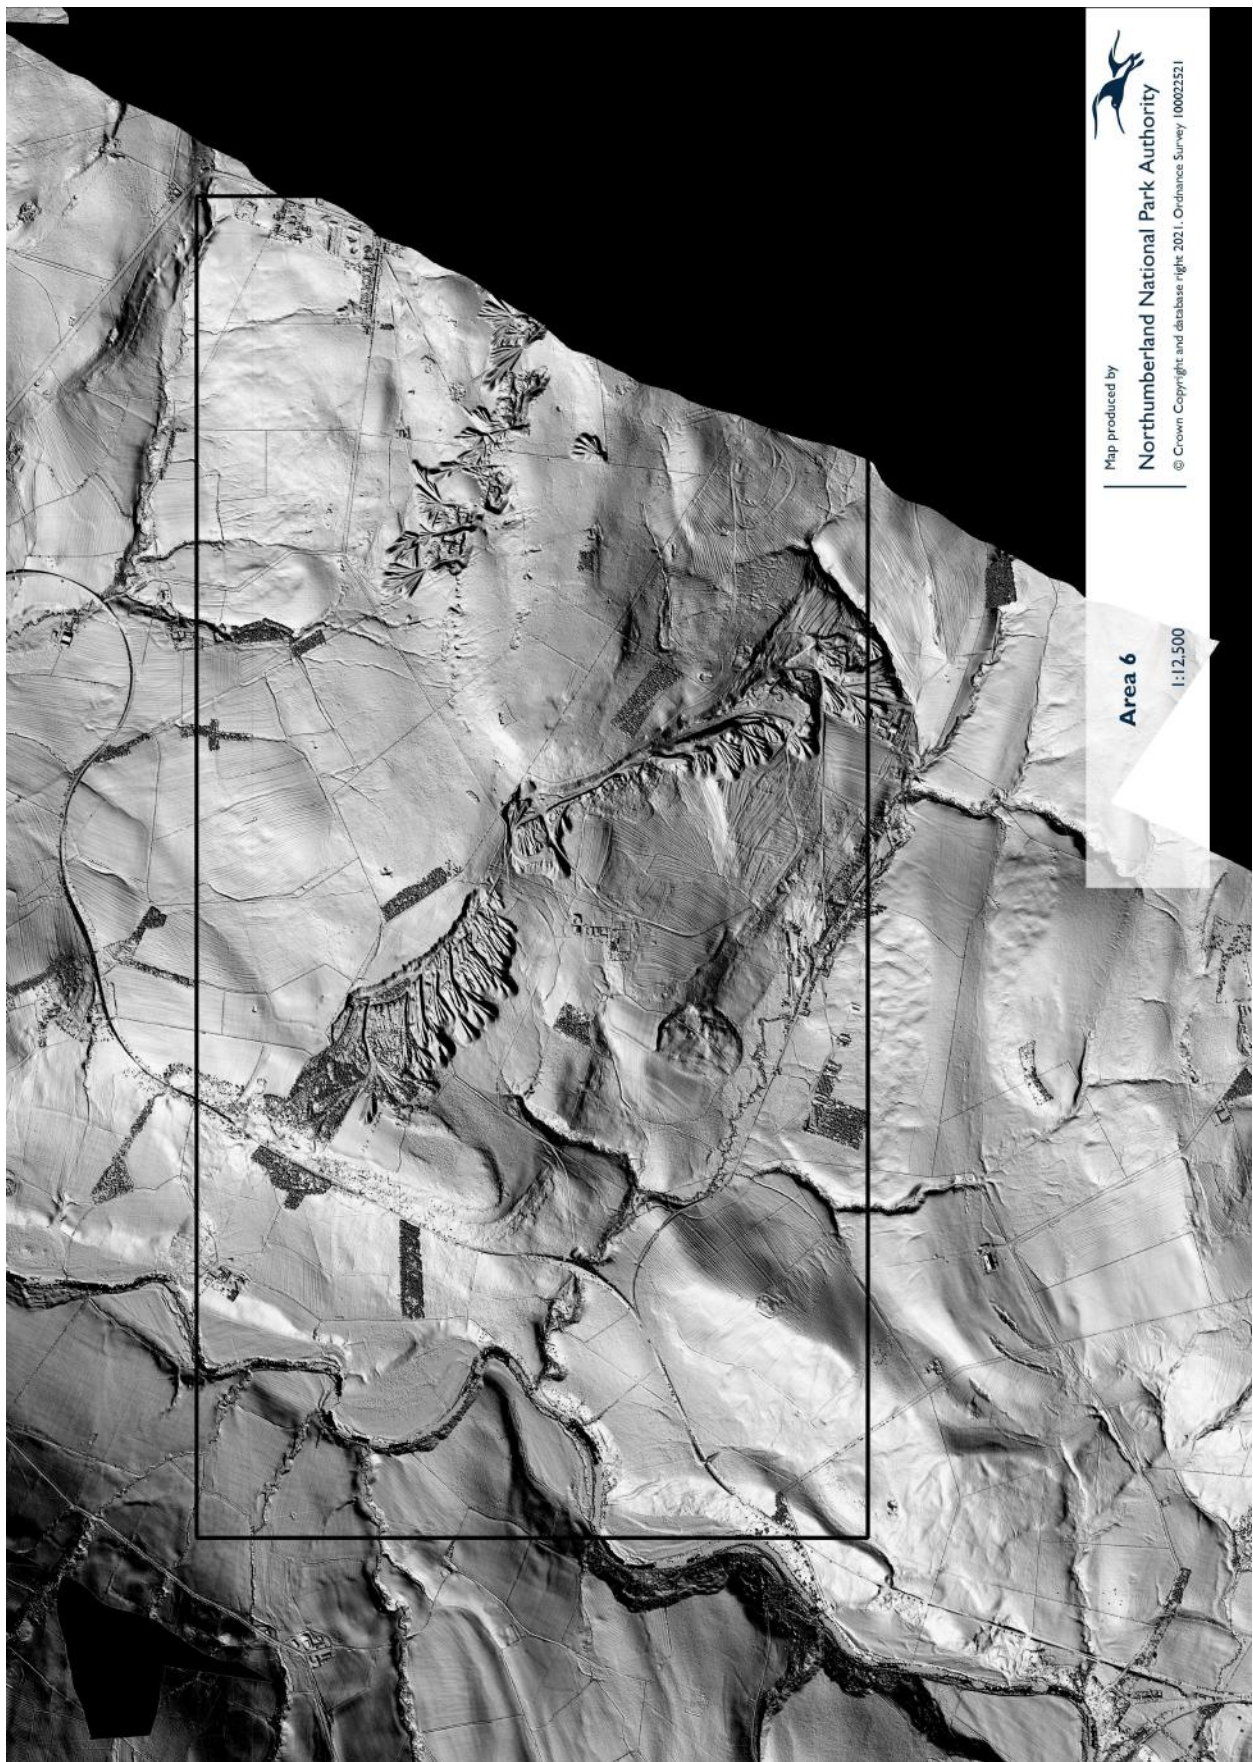 Map produced by
Northumberland National Park Authority
© Crown Copyright and database right 2021. Ordnance Survey 100022521
Area 6
1:12,500